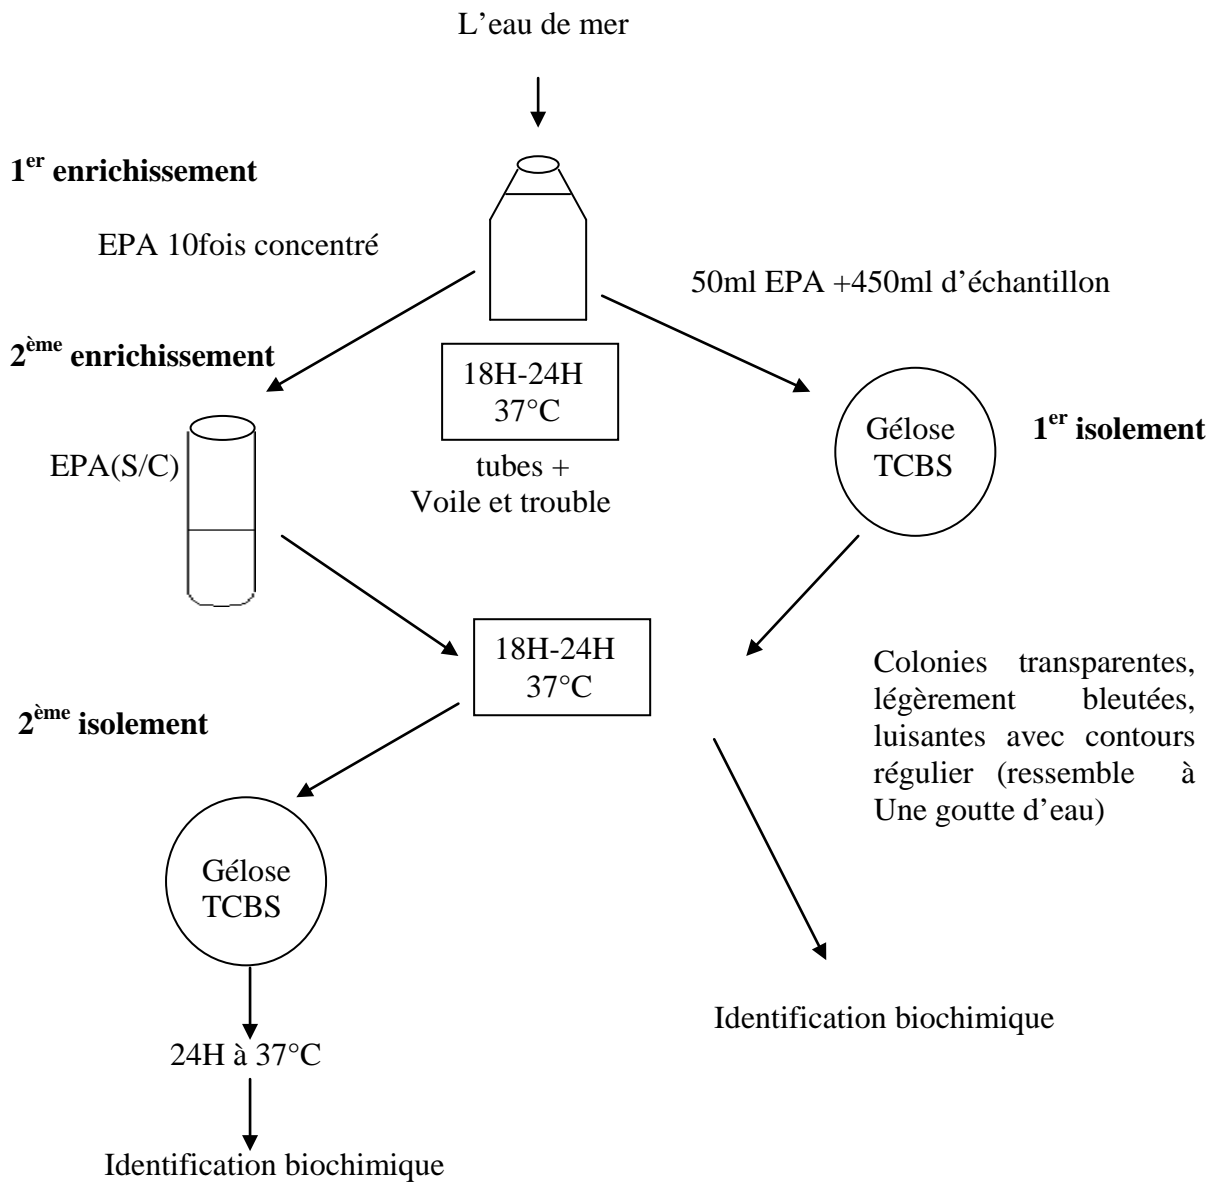 L’eau de mer
1er enrichissement
EPA 10fois concentré
50ml EPA +450ml d’échantillon
2ème enrichissement
18H-24H
37°C
EPA(S/C)
tubes +
Voile et trouble
Gélose
TCBS
1er isolement
18H-24H
37°C
Colonies transparentes,
légèrement bleutées,
luisantes avec contours
régulier (ressemble à
Une goutte d’eau)
2ème isolement
Gélose
TCBS
Identification biochimique
24H à 37°C
Identification biochimique